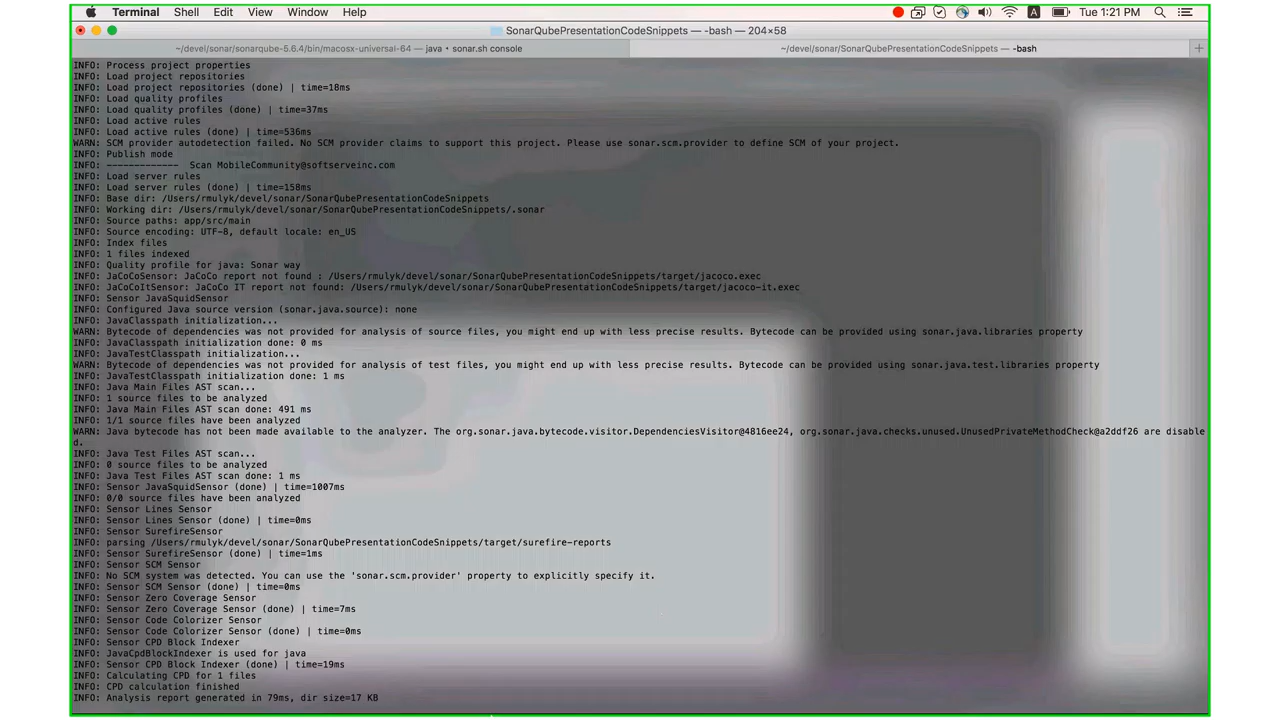 Terminal Shell Edit View Window Help
A Tue 1:21 PM
SonarQubePresentationCodeSnippets — -bash — 204×58
~/devel/sonar/sonarqube-5.6.4/bin/macosx-universal-64 — java • sonar.sh console
~/devel/sonar/SonarQubePresentationCodeSnippets — -bash
INFO: Process project properties
INFO: Load project repositories
INFO: Load project repositories (done) | time=18ms
INFO: Load quality profiles
INFO: Load quality profiles (done) | time=37ms
INFO: Load active rules
INFO: Load active rules (done) | time=536ms
WARN: SCM provider autodetection failed. No SCM provider claims to support this project. Please use sonar.scm.provider to define SCM of your project.
INFO: Publish mode
INFO: -------------  Scan MobileCommunity@softserveinc.com
INFO: Load server rules
INFO: Load server rules (done) | time=158ms
INFO: Base dir: /Users/rmulyk/devel/sonar/SonarQubePresentationCodeSnippets
INFO: Working dir: /Users/rmulyk/devel/sonar/SonarQubePresentationCodeSnippets/.sonar
INFO: Source paths: app/src/main
INFO: Source encoding: UTF-8, default locale: en_US
INFO: Index files
INFO: 1 files indexed
INFO: Quality profile for java: Sonar way
INFO: JaCoCoSensor: JaCoCo report not found : /Users/rmulyk/devel/sonar/SonarQubePresentationCodeSnippets/target/jacoco.exec
INFO: JaCoCoItSensor: JaCoCo IT report not found: /Users/rmulyk/devel/sonar/SonarQubePresentationCodeSnippets/target/jacoco-it.exec
INFO: Sensor JavaSquidSensor
INFO: Configured Java source version (sonar.java.source): none
INFO: JavaClasspath initialization...
WARN: Bytecode of dependencies was not provided for analysis of source files, you might end up with less precise results. Bytecode can be provided using sonar.java.libraries property
INFO: JavaClasspath initialization done: 0 ms
INFO: JavaTestClasspath initialization...
WARN: Bytecode of dependencies was not provided for analysis of test files, you might end up with less precise results. Bytecode can be provided using sonar.java.test.libraries property
INFO: JavaTestClasspath initialization done: 1 ms
INFO: Java Main Files AST scan...
INFO: 1 source files to be analyzed
INFO: Java Main Files AST scan done: 491 ms
INFO: 1/1 source files have been analyzed
WARN: Java bytecode has not been made available to the analyzer. The org.sonar.java.bytecode.visitor.DependenciesVisitor@4816ee24, org.sonar.java.checks.unused.UnusedPrivateMethodCheck@a2ddf26 are disable
d.
INFO: Java Test Files AST scan...
INFO: 0 source files to be analyzed
INFO: Java Test Files AST scan done: 1 ms
INFO: Sensor JavaSquidSensor (done) | time=1007ms
INFO: 0/0 source files have been analyzed
INFO: Sensor Lines Sensor
INFO: Sensor Lines Sensor (done) | time=0ms
INFO: Sensor SurefireSensor
INFO: parsing /Users/rmulyk/devel/sonar/SonarQubePresentationCodeSnippets/target/surefire-reports
INFO: Sensor SurefireSensor (done) | time=1ms
INFO: Sensor SCM Sensor
INFO: No SCM system was detected. You can use the 'sonar.scm.provider' property to explicitly specify it.
INFO: Sensor SCM Sensor (done) | time=0ms
INFO: Sensor Zero Coverage Sensor
INFO: Sensor Zero Coverage Sensor (done) | time=7ms
INFO: Sensor Code Colorizer Sensor
INFO: Sensor Code Colorizer Sensor (done) | time=0ms
INFO: Sensor CPD Block Indexer
INFO: JavaCpdBlockIndexer is used for java
INFO: Sensor CPD Block Indexer (done) | time=19ms
INFO: Calculating CPD for 1 files
INFO: CPD calculation finished
INFO: Analysis report generated in 79ms, dir size=17 KB